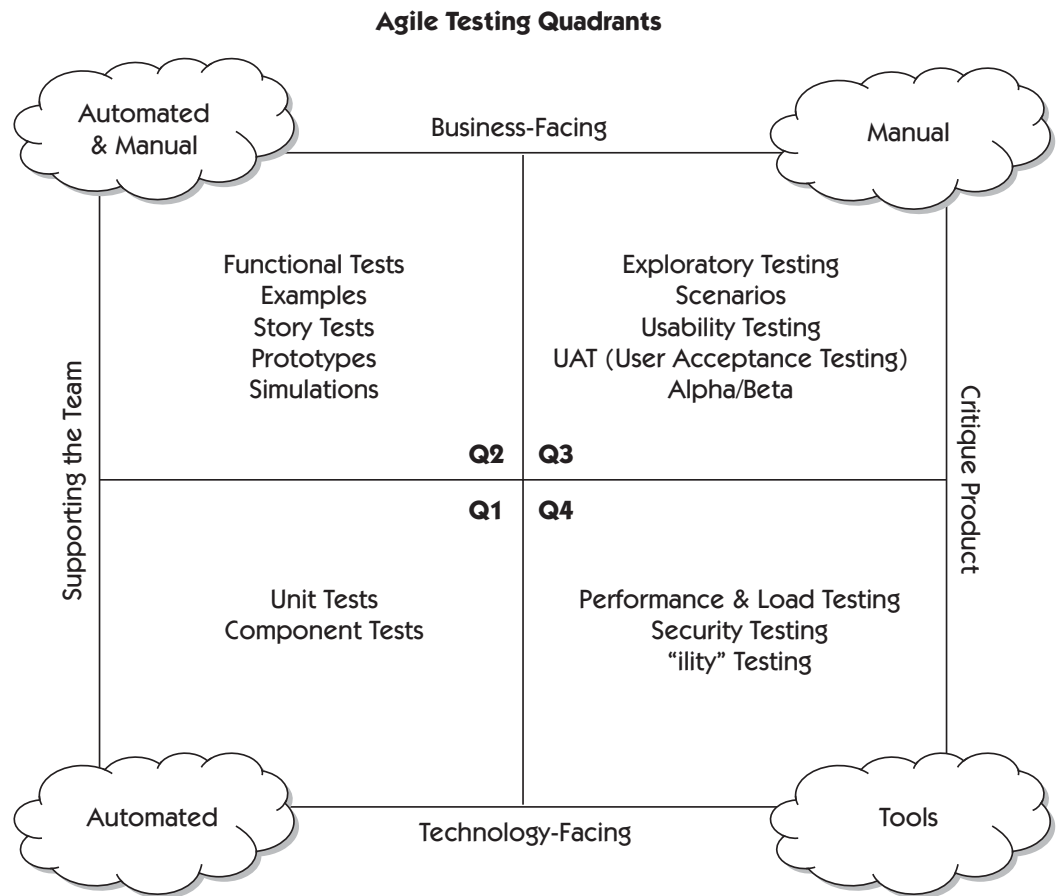 Agile Testing Quadrants
Automated
& Manual
Business-Facing
Manual
Functional Tests
Examples
Story Tests
Prototypes
Simulations
Exploratory Testing
Scenarios
Usability Testing
UAT (User Acceptance Testing)
Alpha/Beta
Supporting the Team
Critique Product
Q2
Q3
Q1
Q4
Unit Tests
Component Tests
Performance & Load Testing
Security Testing
“ility” Testing
Automated
Technology-Facing
Tools